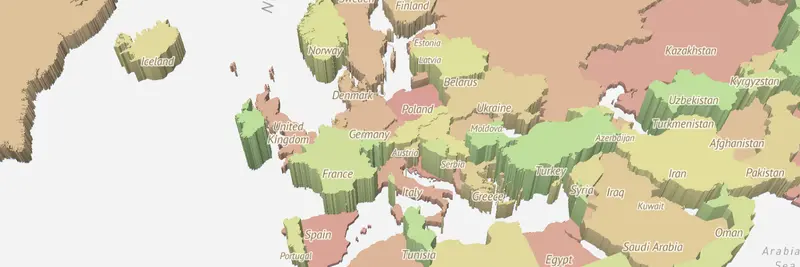 N
Finland
Iceland
Norway
Estonia
Latvia
Kazakhstan
Denmark
Belarus
Kyrgyzstan
Poland
Uzbekistan
Ukraine
United
Kingdom
Germany
Moldova
Turkmenistan
Azerbaijan
Afghanistan
Austria
France
Serbia
Turkey
Iran
Pakistan
Italy
Greece
Syria
Iraq
Kuwait
Spain
Oman
Portugal
Tunisia
Egypt
Saudi Arabia
Arabia
Sea